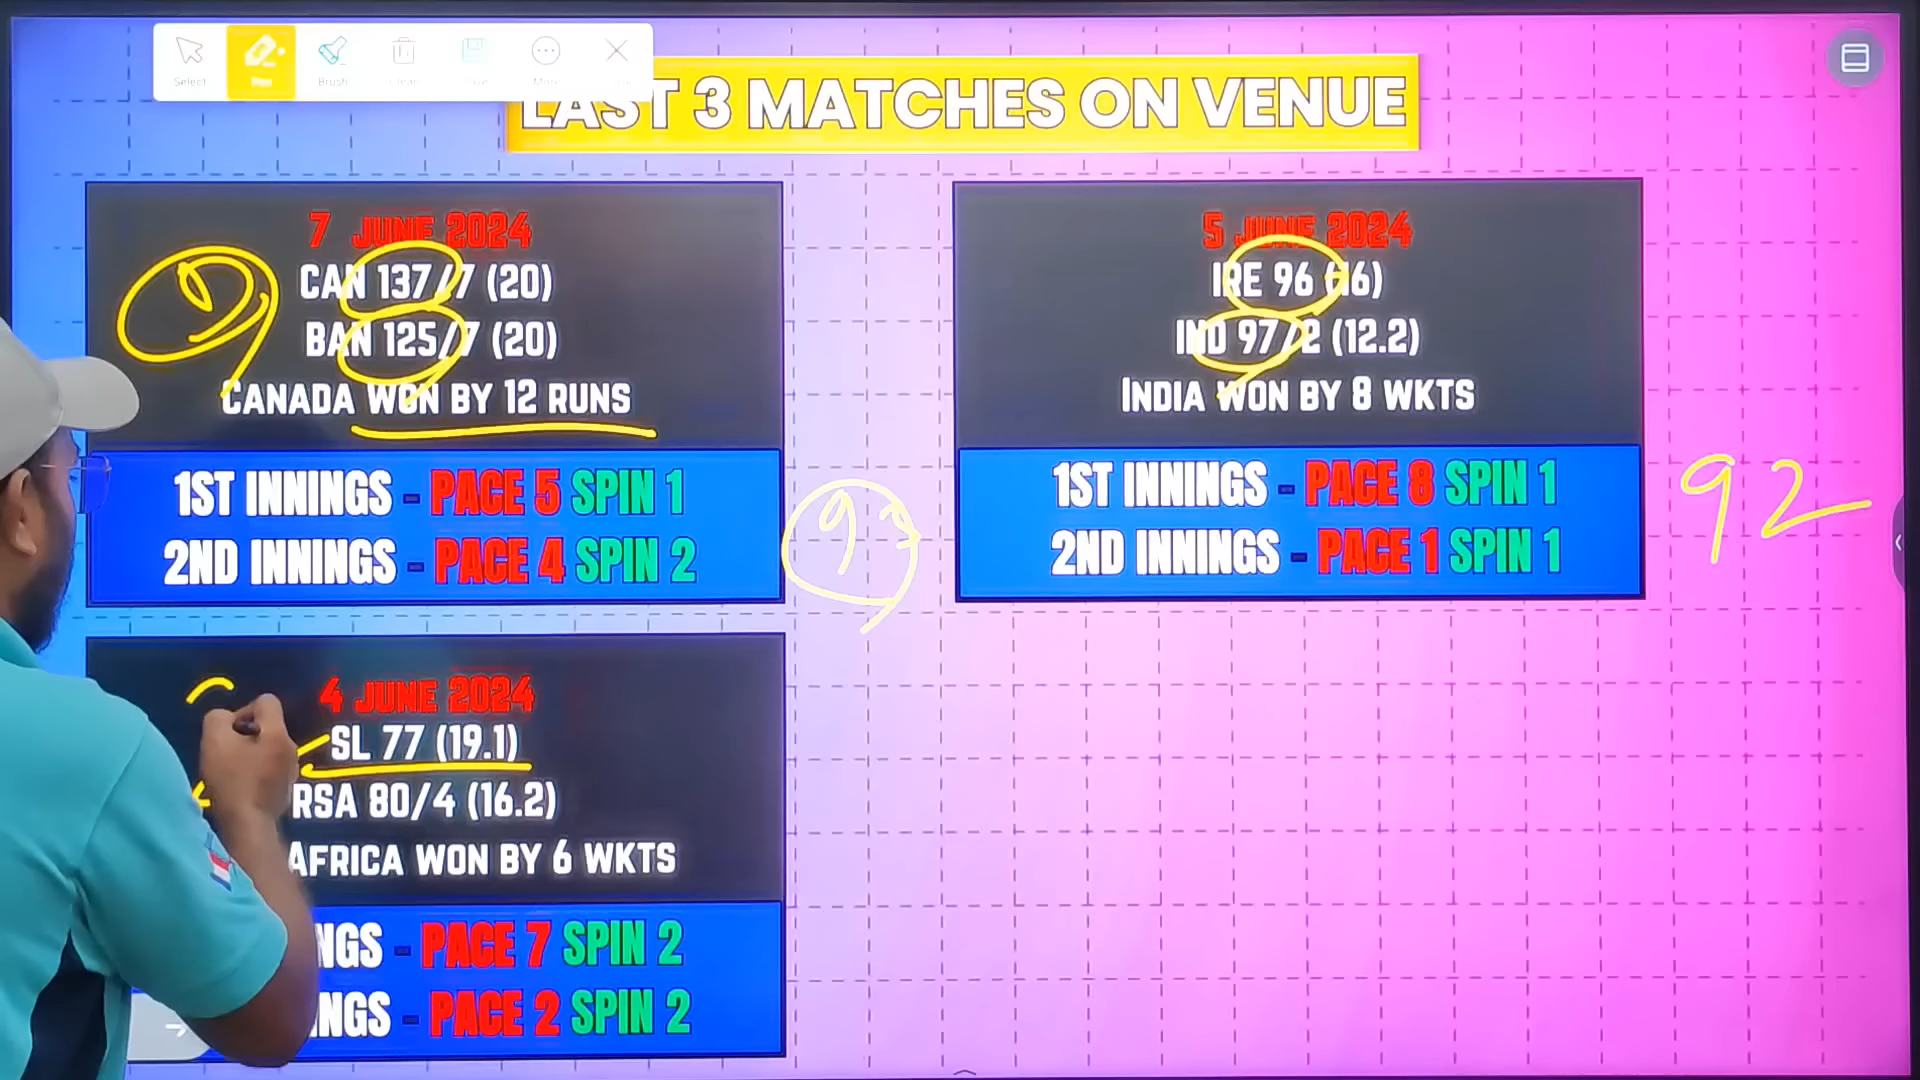 Select
Pen
Brush
Clean
LAST 3 MATCHES ON VENUE
7 JUNE 2024
CAN 137/7 (20)
BAN 125/7 (20)
CANADA WON BY 12 RUNS
1ST INNINGS - PACE 5 SPIN 1
2ND INNINGS - PACE 4 SPIN 2
5 JUNE 2024
IRE 96 (16)
IND 97/2 (12.2)
INDIA WON BY 8 WKTS
1ST INNINGS - PACE 8 SPIN 1
2ND INNINGS - PACE 1 SPIN 1
92
4 JUNE 2024
SL 77 (19.1)
RSA 80/4 (16.2)
AFRICA WON BY 6 WKTS
NGS - PACE 7 SPIN 2
NGS - PACE 2 SPIN 2